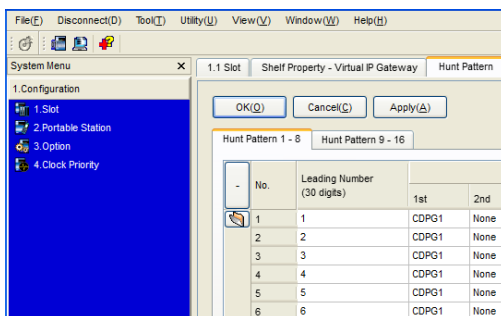 File(F) Disconnect(D) Tool(T) Utility(U) View(V) Window(W) Help(H)
System Menu x 1.1 Slot Shelf Property - Virtual IP Gateway Hunt Pattern
1.Configuration
1.Slot
2.Portable Station
3.Option
4.Clock Priority
OK(O) Cancel(C) Apply(A)
Hunt Pattern 1 - 8 Hunt Pattern 9 - 16
- No. Leading Number
(30 digits) 1st 2nd
1 1 CDPG1 None
2 2 CDPG1 None
3 3 CDPG1 None
4 4 CDPG1 None
5 5 CDPG1 None
6 6 CDPG1 None